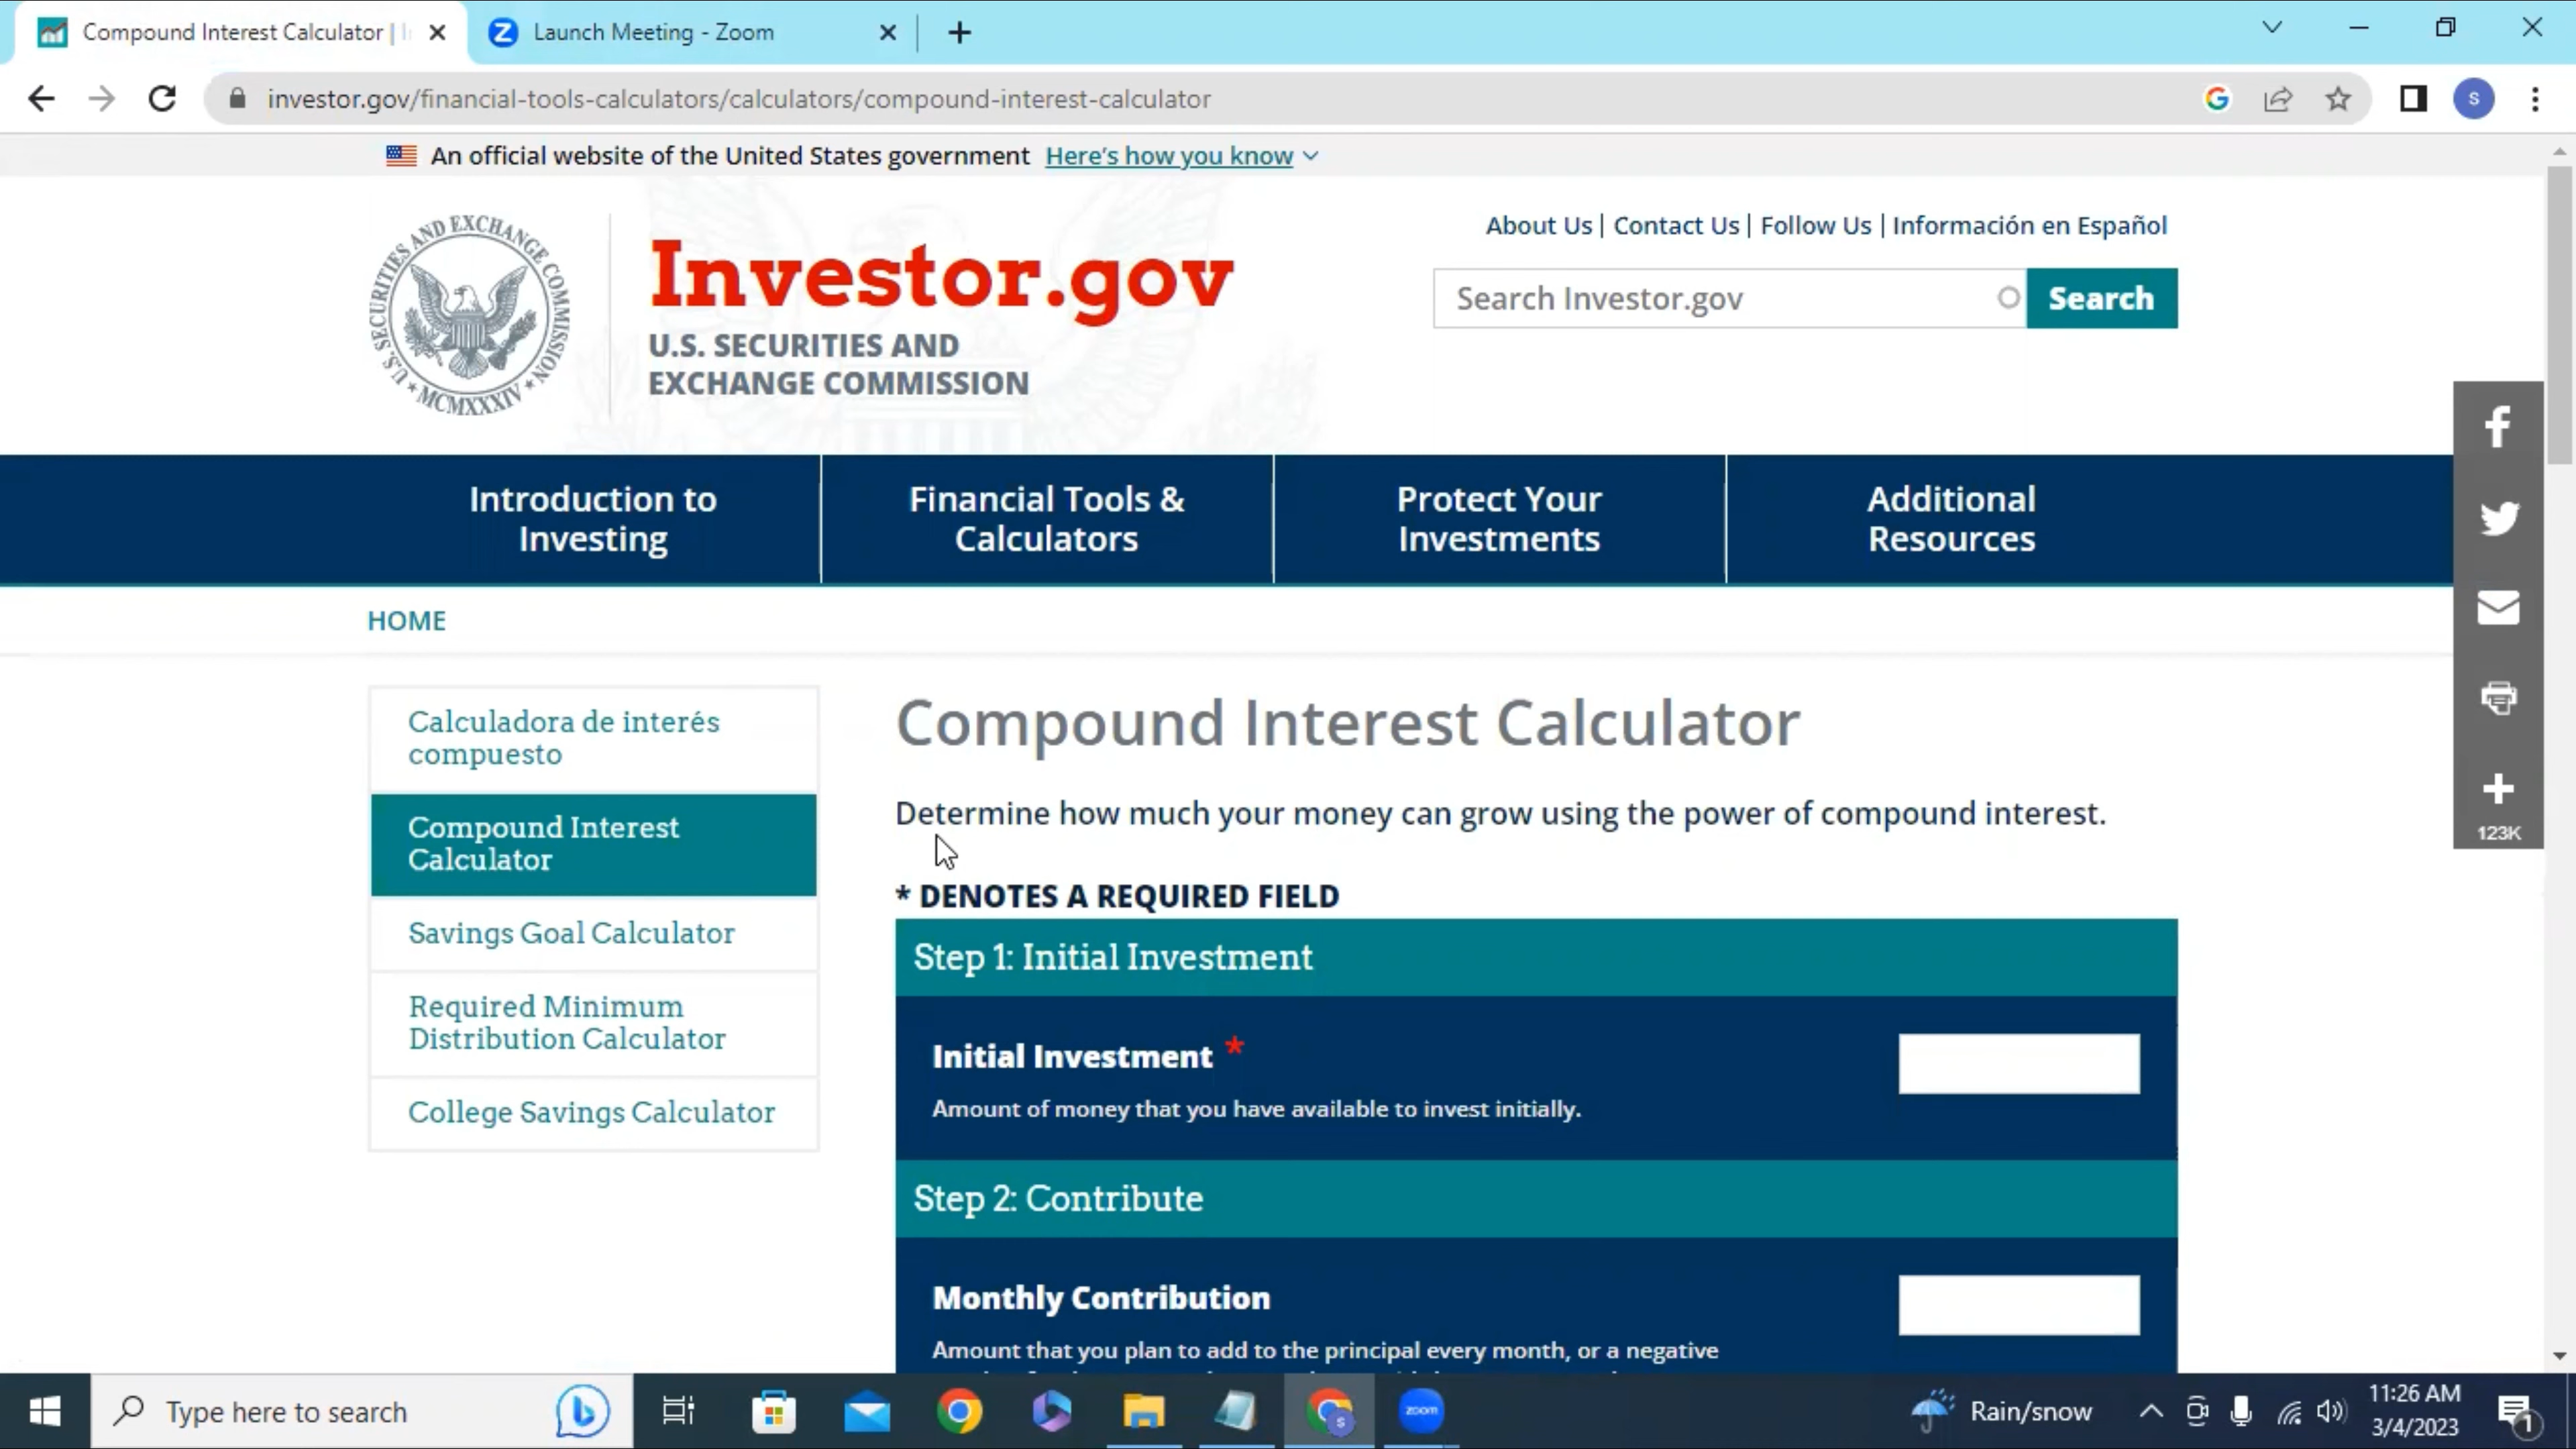 Compound Interest Calculator |
Launch Meeting - Zoom
investor.gov/financial-tools-calculators/calculators/compound-interest-calculator
S
An official website of the United States government Here's how you know
U.S. SECURITIES AND EXCHANGE COMMISSION
MCMXXXIV
Investor.gov
U.S. SECURITIES AND
EXCHANGE COMMISSION
About Us | Contact Us | Follow Us | Información en Español
Search Investor.gov
Search
Introduction to
Investing
Financial Tools &
Calculators
Protect Your
Investments
Additional
Resources
HOME
123K
Calculadora de interés
compuesto
Compound Interest
Calculator
Savings Goal Calculator
Required Minimum
Distribution Calculator
College Savings Calculator
Compound Interest Calculator
Determine how much your money can grow using the power of compound interest.
* DENOTES A REQUIRED FIELD
Step 1: Initial Investment
Initial Investment *
Amount of money that you have available to invest initially.
Step 2: Contribute
Monthly Contribution
Amount that you plan to add to the principal every month, or a negative
Type here to search
zoom
Rain/snow
11:26 AM
3/4/2023
1